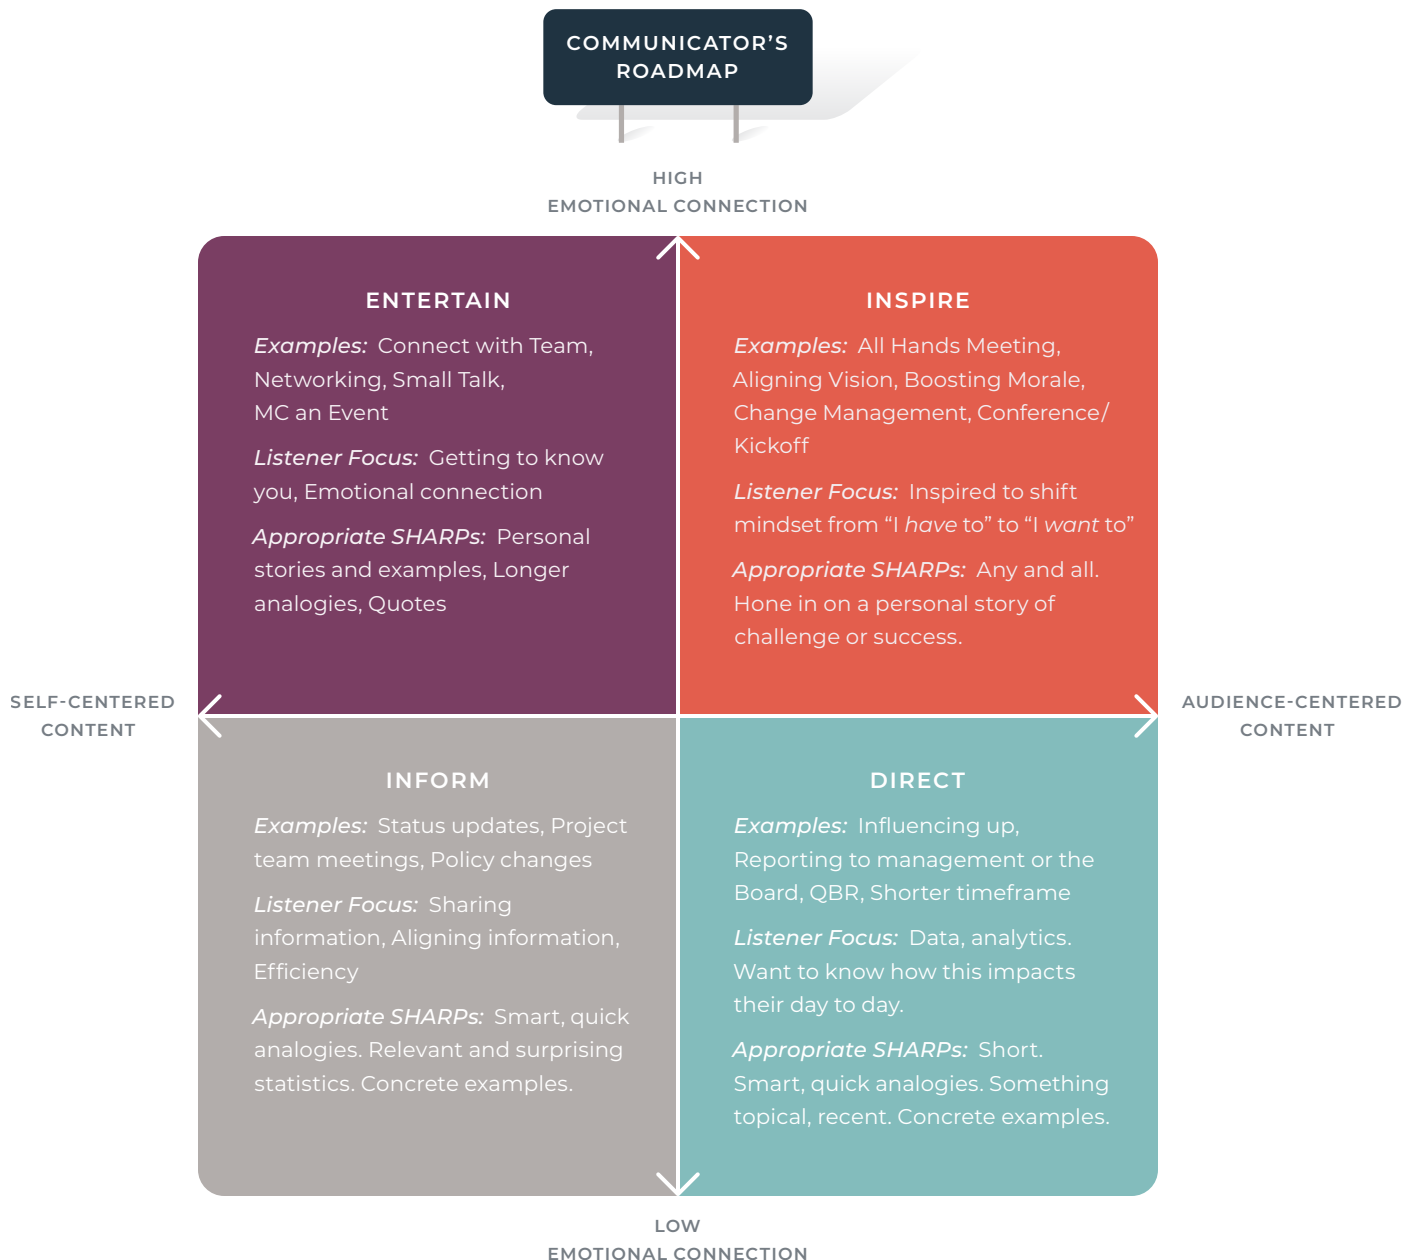 COMMUNICATOR’S
ROADMAP
HIGH
EMOTIONAL CONNECTION
ENTERTAIN
Examples: Connect with Team,
Networking, Small Talk,
MC an Event
Listener Focus: Getting to know
you, Emotional connection
Appropriate SHARPs: Personal
stories and examples, Longer
analogies, Quotes
INSPIRE
Examples: All Hands Meeting,
Aligning Vision, Boosting Morale,
Change Management, Conference/
Kickoff
Listener Focus: Inspired to shift
mindset from “I have to” to “I want to”
Appropriate SHARPs: Any and all.
Hone in on a personal story of
challenge or success.
SELF-CENTERED
CONTENT
AUDIENCE-CENTERED
CONTENT
INFORM
Examples: Status updates, Project
team meetings, Policy changes
Listener Focus: Sharing
information, Aligning information,
Efficiency
Appropriate SHARPs: Smart, quick
analogies. Relevant and surprising
statistics. Concrete examples.
DIRECT
Examples: Influencing up,
Reporting to management or the
Board, QBR, Shorter timeframe
Listener Focus: Data, analytics.
Want to know how this impacts
their day to day.
Appropriate SHARPs: Short.
Smart, quick analogies. Something
topical, recent. Concrete examples.
LOW
EMOTIONAL CONNECTION